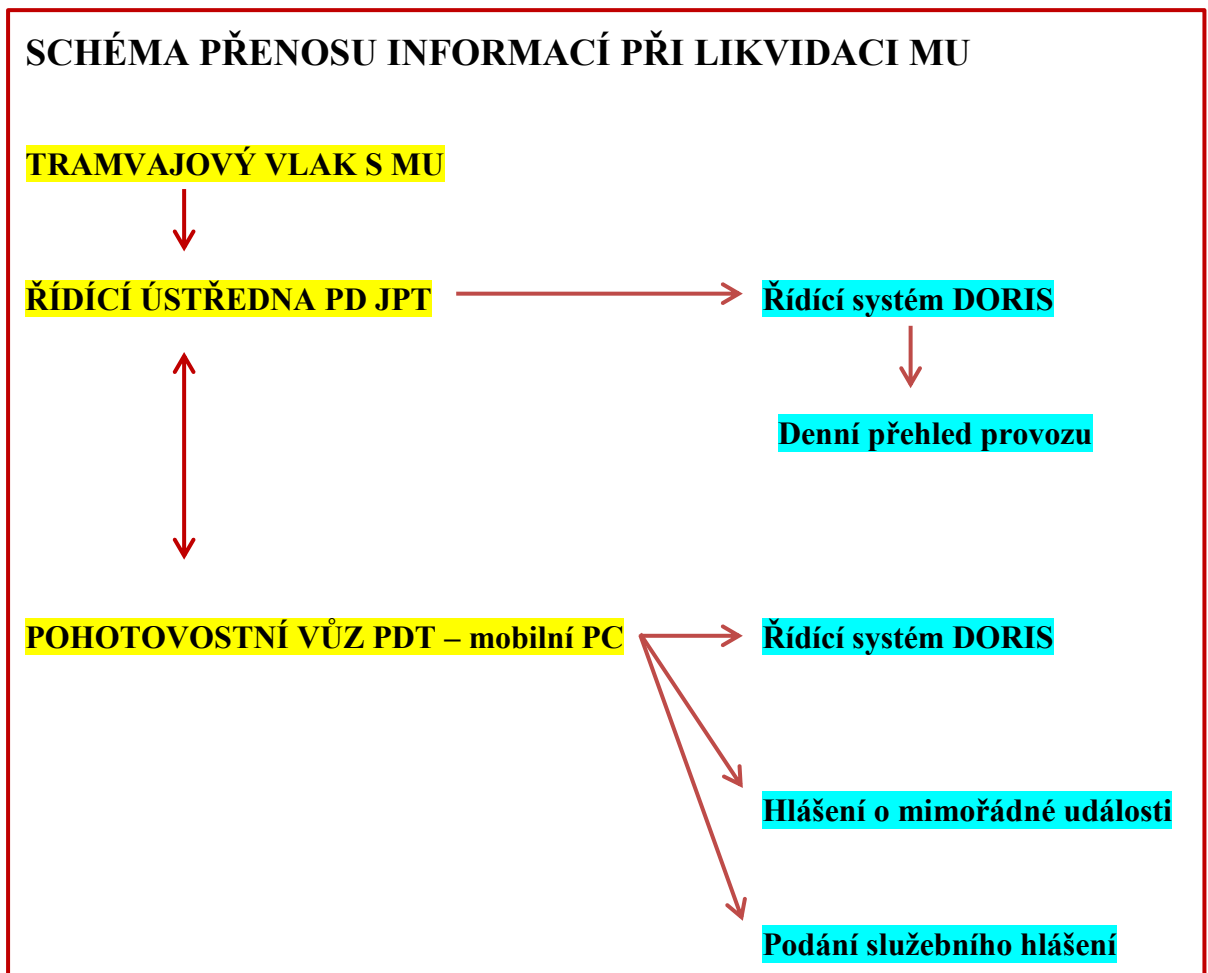 SCHÉMA PŘENOSU INFORMACÍ PŘI LIKVIDACI MU
TRAMVAJOVÝ VLAK S MU
ŘÍDÍCÍ ÚSTŘEDNA PD JPT
Řídící systém DORIS
Denní přehled provozu
POHOTOVOSTNÍ VŮZ PDT – mobilní PC
Řídící systém DORIS
Hlášení o mimořádné události
Podání služebního hlášení